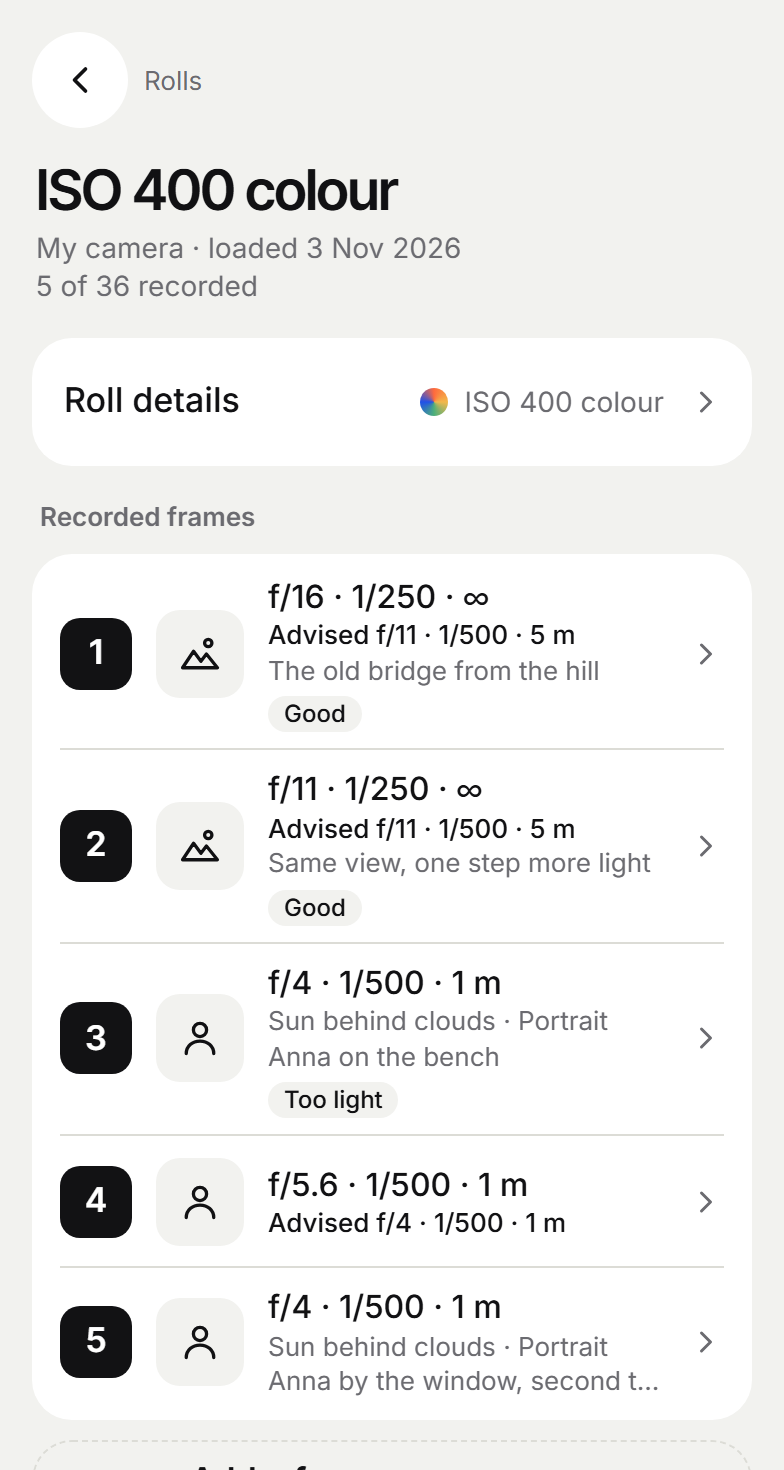 Rolls
ISO 400 colour
My camera · loaded 3 Nov 2026
5 of 36 recorded
Roll details
ISO 400 colour
Recorded frames
1
f/16 · 1/250 · ∞
Advised f/11 · 1/500 · 5 m
The old bridge from the hill
Good
2
f/11 · 1/250 · ∞
Advised f/11 · 1/500 · 5 m
Same view, one step more light
Good
3
f/4 · 1/500 · 1 m
Sun behind clouds · Portrait
Anna on the bench
Too light
4
f/5.6 · 1/500 · 1 m
Advised f/4 · 1/500 · 1 m
5
f/4 · 1/500 · 1 m
Sun behind clouds · Portrait
Anna by the window, second t…